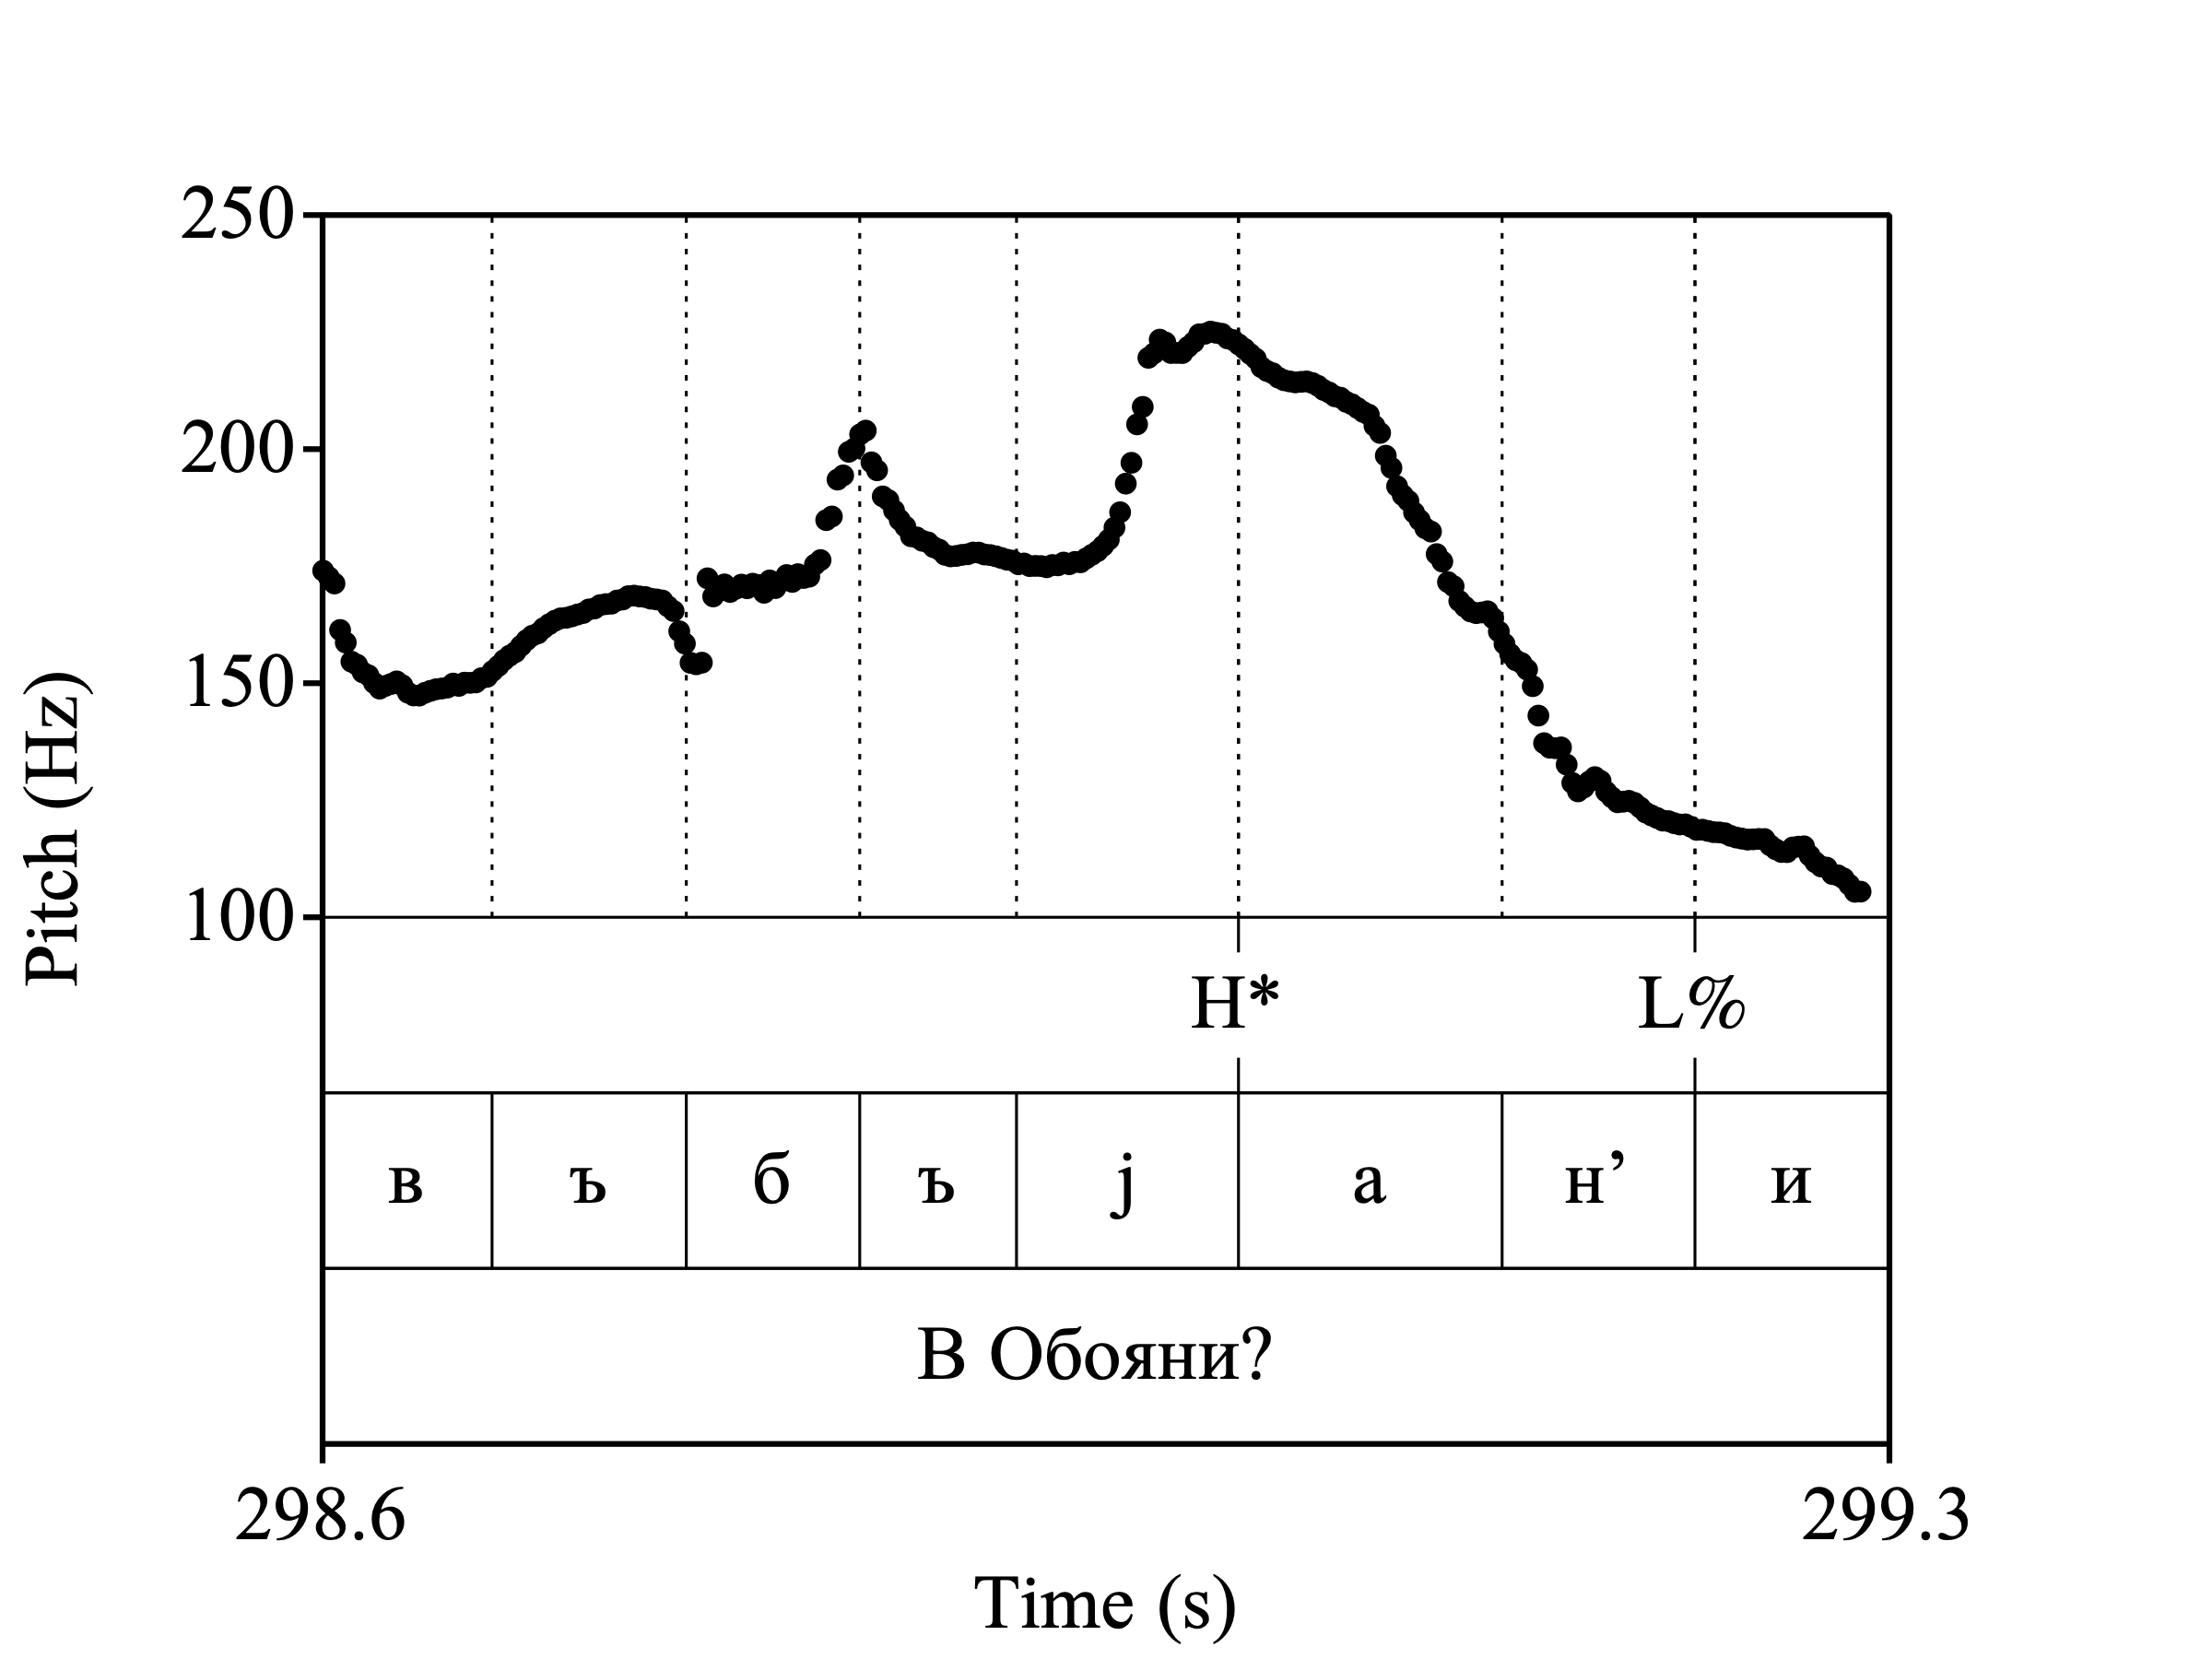 250
200
150
100
Pitch (Hz)
H* L%
в ъ б ъ j а н’ и
В Обояни?
298.6 299.3
Time (s)